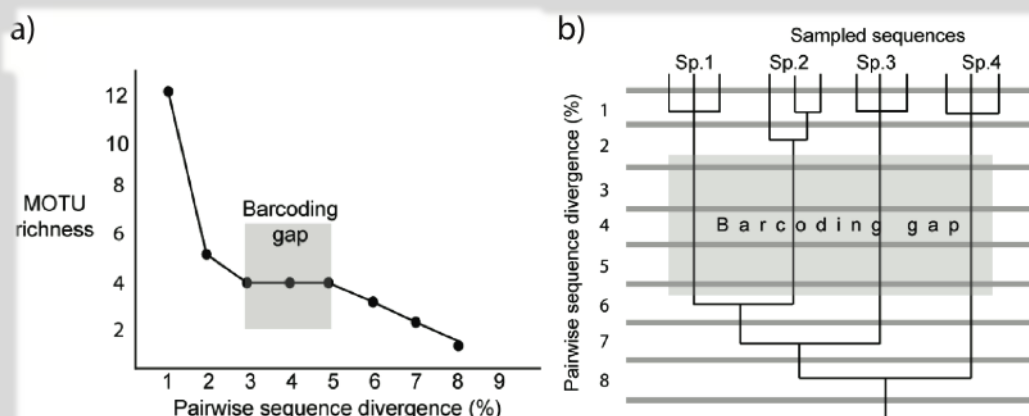 a)
12
10
8
6
4
2
MOTU
richness
Barcoding
gap
1 2 3 4 5 6 7 8 9
Pairwise sequence divergence (%)
b)
Sampled sequences
Sp.1 Sp.2 Sp.3 Sp.4
Pairwise sequence divergence (%)
1
2
3
4
5
6
7
8
Barcoding gap